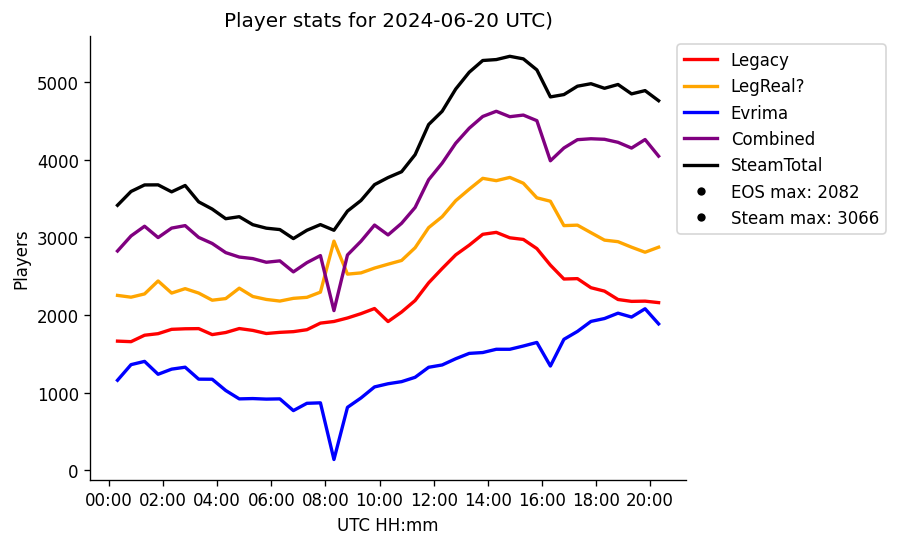 Player stats for 2024-06-20 UTC)
Legacy
LegReal?
Evrima
Combined
SteamTotal
EOS max: 2082
Steam max: 3066
Players
5000
4000
3000
2000
1000
0
00:00 02:00 04:00 06:00 08:00 10:00 12:00 14:00 16:00 18:00 20:00
UTC HH:mm